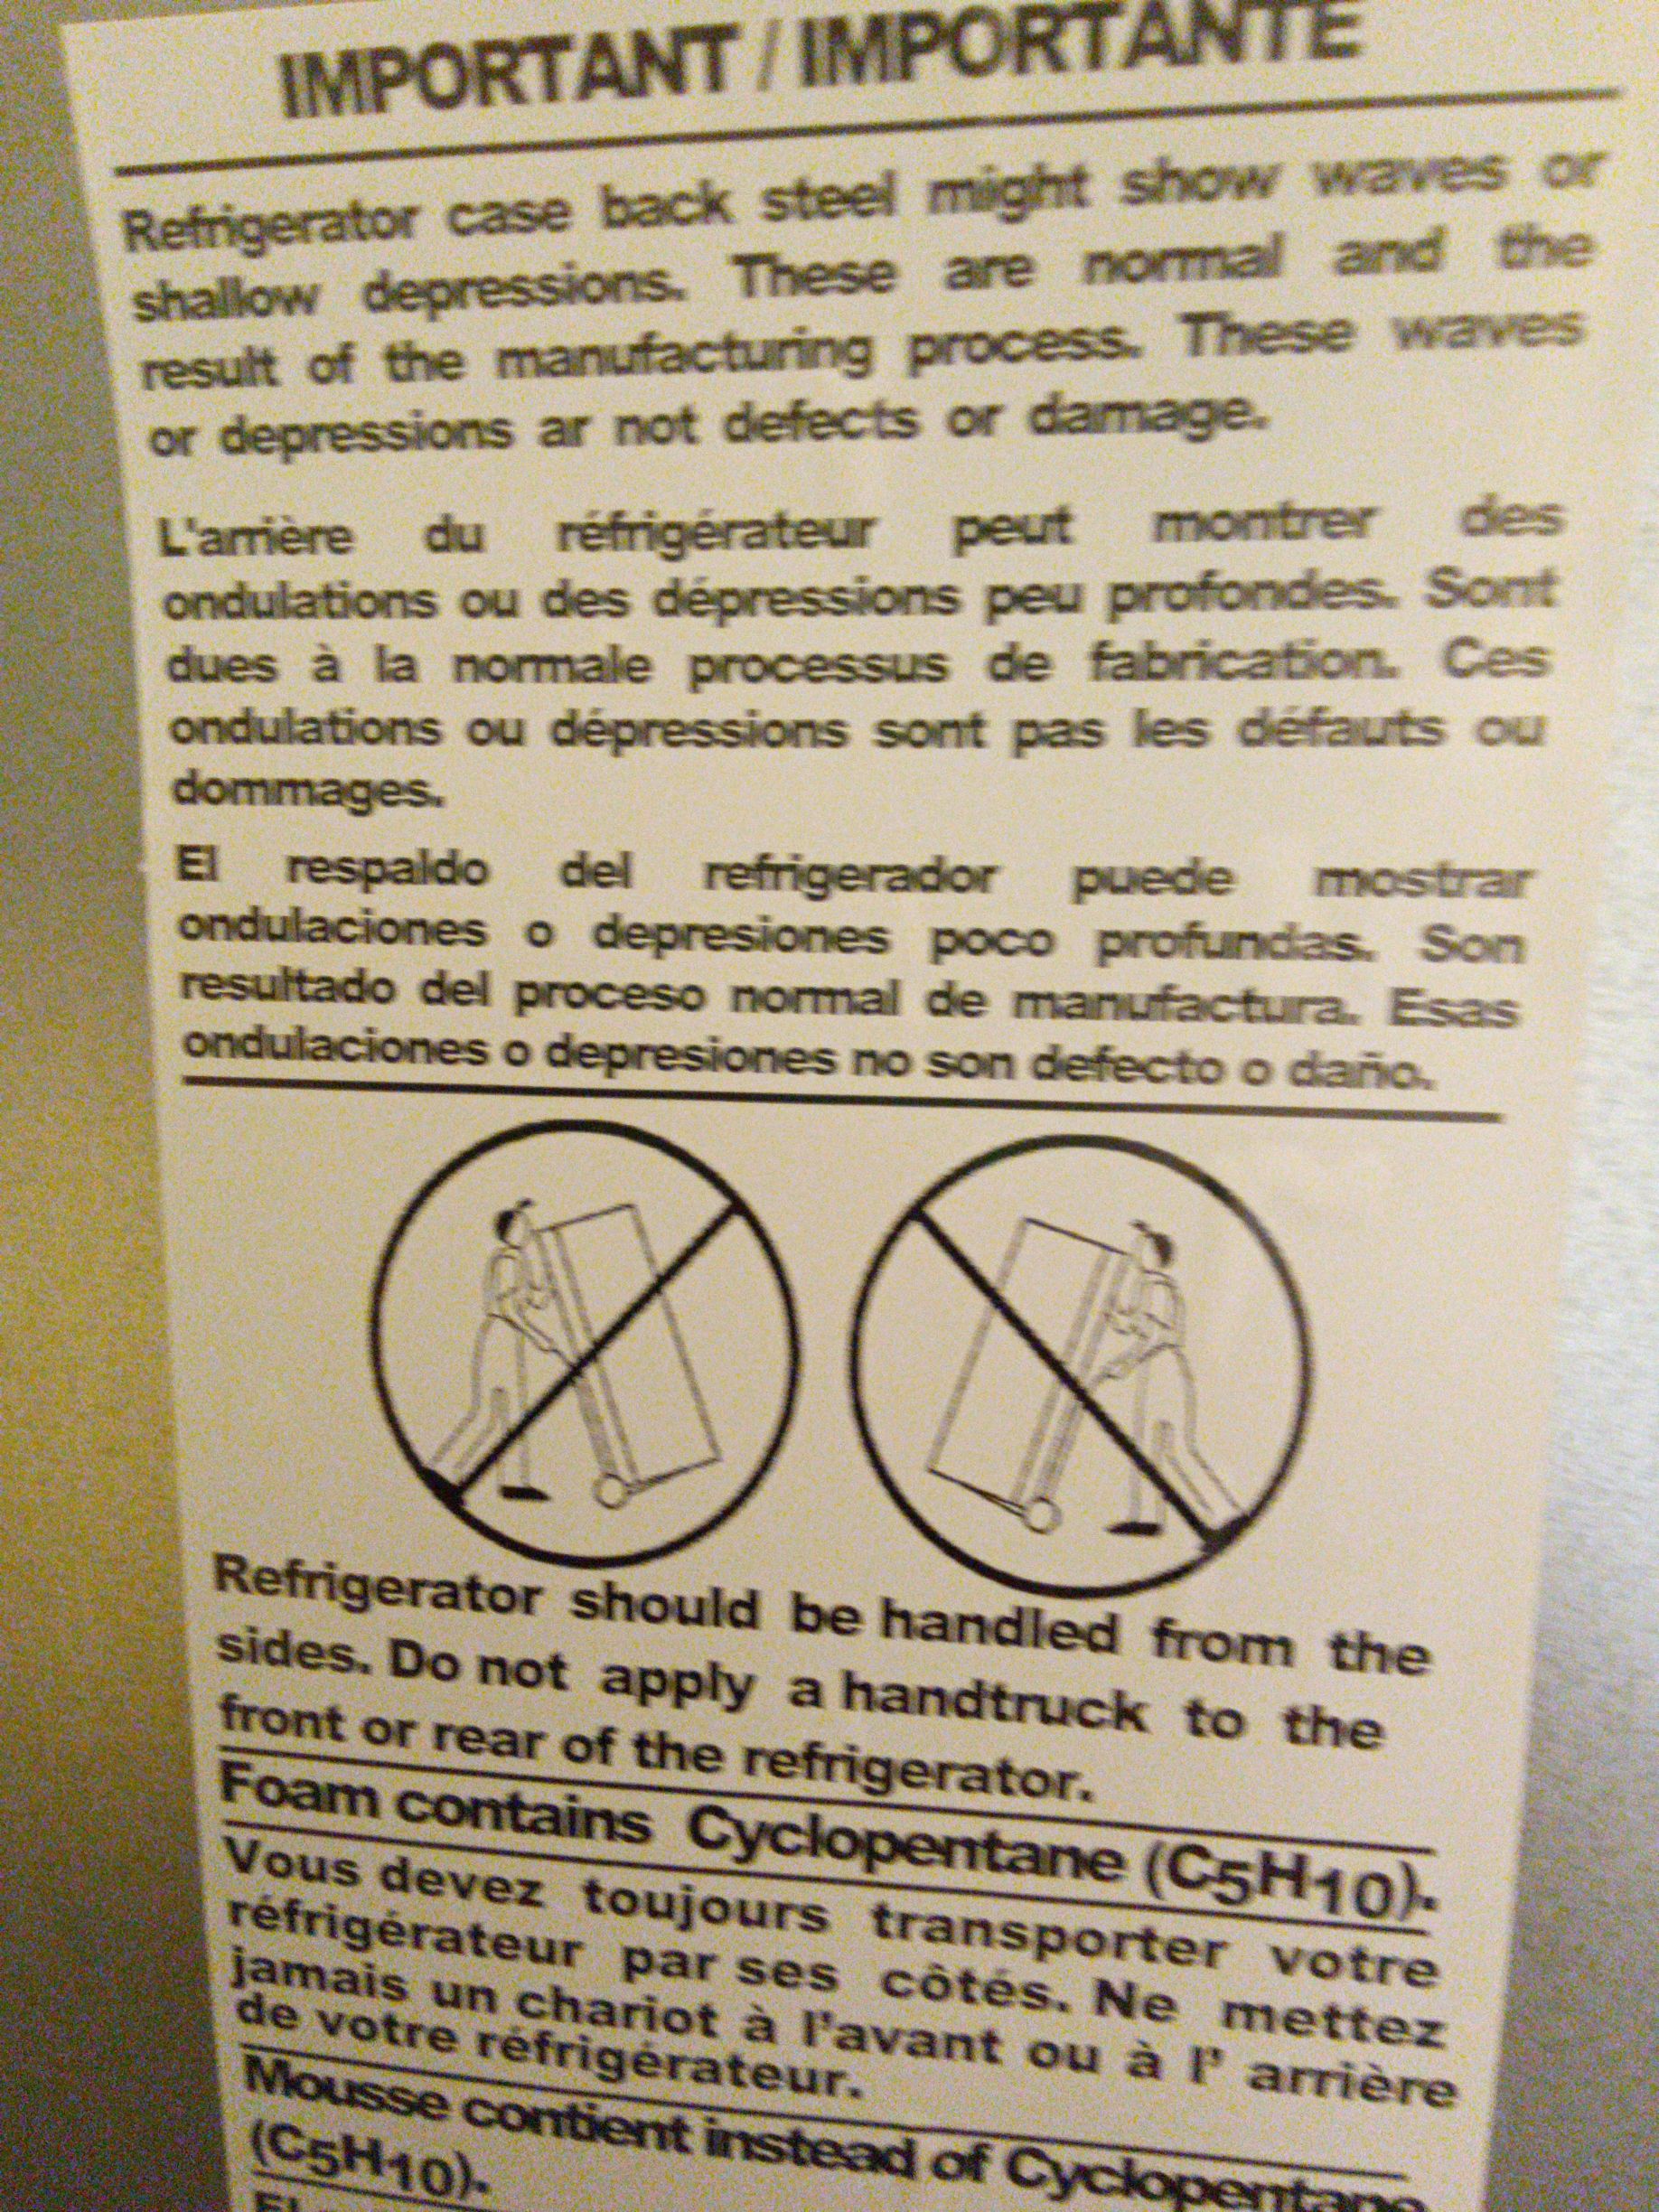 IMPORTANT / IMPORTANTE
Refrigerator case back steel might show waves or
shallow depressions. These are normal and the
result of the manufacturing process. These waves
or depressions ar not defects or damage.
L'arrière du réfrigérateur peut montrer des
ondulations ou des dépressions peu profondes. Sont
dues à la normale processus de fabrication. Ces
ondulations ou dépressions sont pas les défauts ou
dommages.
El respaldo del refrigerador puede mostrar
ondulaciones o depresiones poco profundas. Son
resultado del proceso normal de manufactura. Esas
ondulaciones o depresiones no son defecto o daño.
Refrigerator should be handled from the
sides. Do not apply a handtruck to the
front or rear of the refrigerator.
Foam contains Cyclopentane (C5H10).
Vous devez toujours transporter votre
réfrigérateur par ses côtés. Ne mettez
jamais un chariot à l'avant ou à l' arrière
de votre réfrigérateur.
Mousse contient instead of Cyclopentane
(C5H10).
El